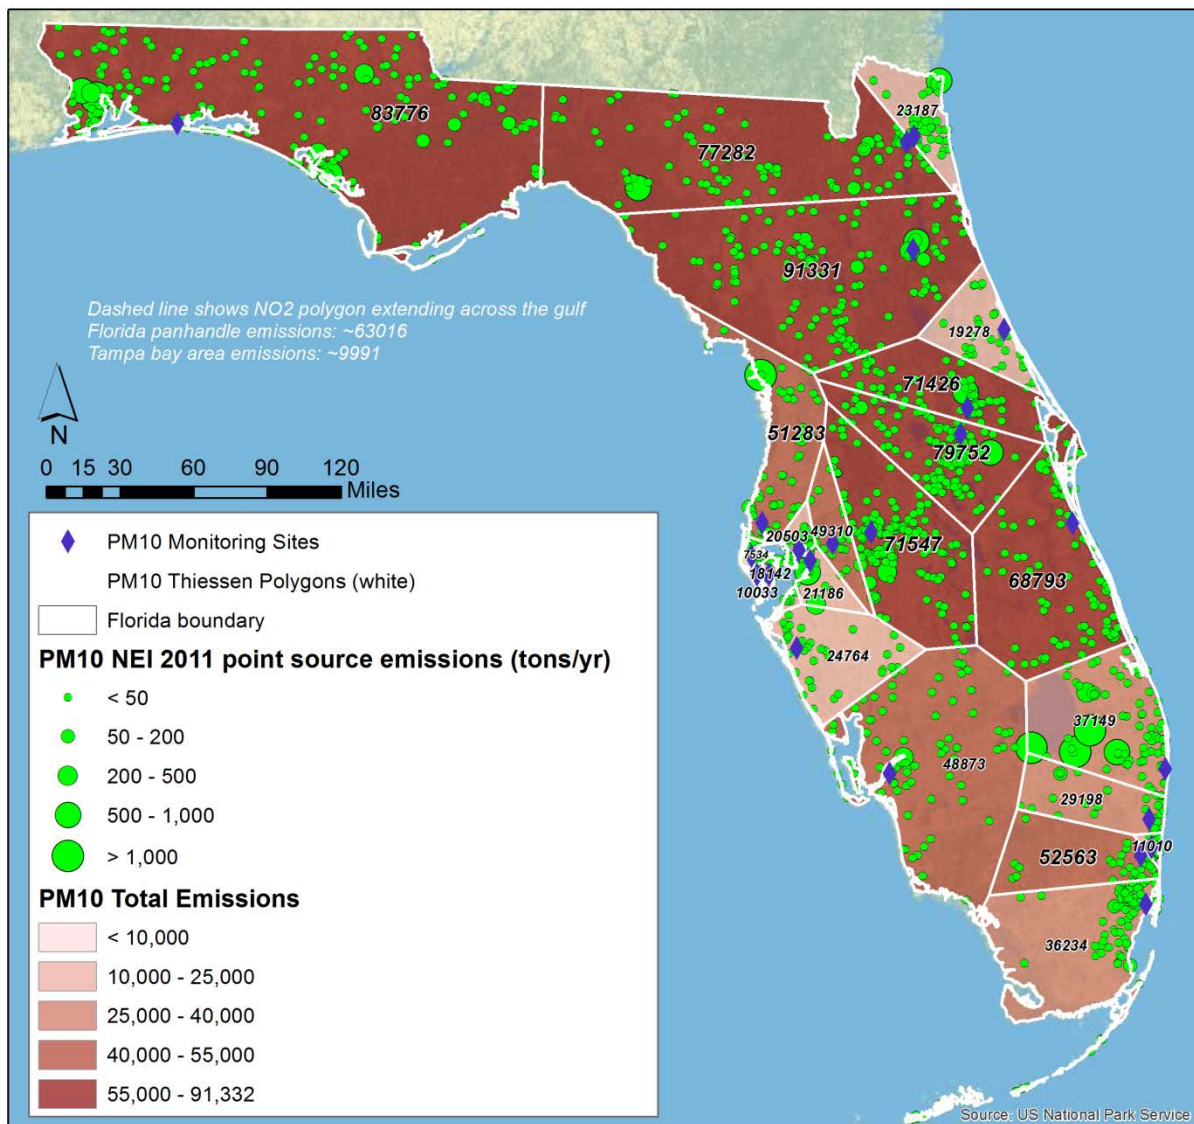 83776
77282
23187
91331
Dashed line shows NO2 polygon extending across the gulf
Florida panhandle emissions: ~63016
Tampa bay area emissions: ~9991
19278
71426
51283
79752
N
0 15 30 60 90 120
Miles
20503
49310
71547
7534
18142
68793
10033
21186
24764
37149
48873
29198
52563
11010
36234
PM10 Monitoring Sites
PM10 Thiessen Polygons (white)
Florida boundary
PM10 NEI 2011 point source emissions (tons/yr)
< 50
50 - 200
200 - 500
500 - 1,000
> 1,000
PM10 Total Emissions
< 10,000
10,000 - 25,000
25,000 - 40,000
40,000 - 55,000
55,000 - 91,332
Source: US National Park Service